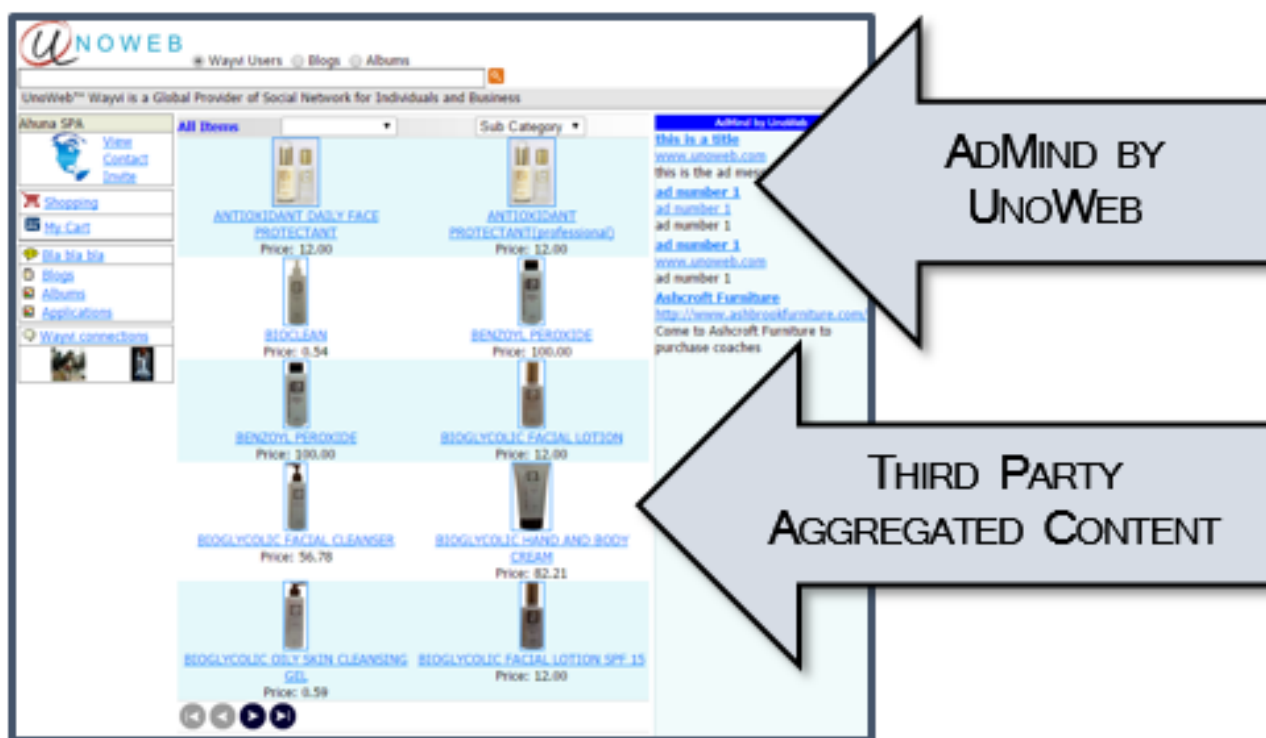 UNOWEB
Wayvi Users Blogs Albums
UnoWeb™ Wayvi is a Global Provider of Social Network for Individuals and Business
Ahuna SPA
View
Contact
Invite
Shopping
My Cart
Bla bla bla
Blogs
Albums
Applications
Wayvi connections
All Items
Sub Category
ANTIOXIDANT DAILY FACE
PROTECTANT
Price: 12.00
ANTIOXIDANT
PROTECTANT(professional)
Price: 12.00
BIOCLEAN
Price: 0.54
BENZOYL PEROXIDE
Price: 100.00
BENZOYL PEROXIDE
Price: 100.00
BIOGLYCOLIC FACIAL LOTION
Price: 12.00
BIOGLYCOLIC FACIAL CLEANSER
Price: 56.78
BIOGLYCOLIC HAND AND BODY
CREAM
Price: 82.21
BIOGLYCOLIC OILY SKIN CLEANSING
GEL
Price: 0.59
BIOGLYCOLIC FACIAL LOTION SPF 15
Price: 12.00
AdMind by UnoWeb
this is a title
www.unoweb.com
this is the ad mes
ad number 1
ad number 1
ad number 1
ad number 1
www.unoweb.com
ad number 1
Ashcroft Furniture
http://www.ashbrookfurniture.com/
Come to Ashcroft Furniture to
purchase coaches
ADMIND BY
UNOWEB
THIRD PARTY
AGGREGATED CONTENT